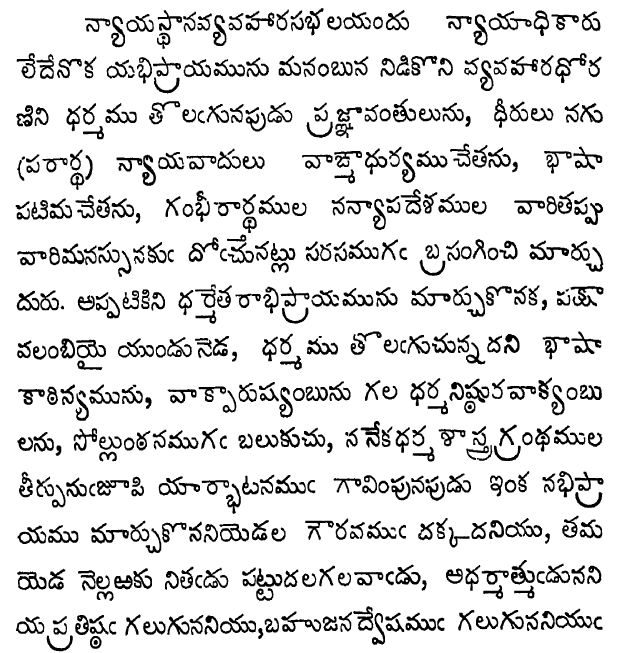 న్యాయస్థానవ్యవహారసభలయందు న్యాయాధికారు
లేదేనొక యభిప్రాయమును మనంబున నిడికొని వ్యవహారధోర
ణిని ధర్మము తొలఁగునపుడు ప్రజ్ఞావంతులును, ధీరులు నగు
(పరార్థ) న్యాయవాదులు వాఙ్మాధుర్యముచేతను, భాషా
పటిమచేతను, గంభీరార్థముల నన్యాపదేశముల వారితప్పు
వారిమనస్సునకుఁ దోఁచునట్లు సరసముగఁ బ్రసంగించి మార్చు
దురు. అప్పటికిని ధర్మేతరాభిప్రాయమును మార్చుకొనక, పక్షా
వలంబియై యుండునెడ, ధర్మము తొలఁగుచున్నదని భాషా
కాఠిన్యమును, వాక్పారుష్యంబును గల ధర్మనిష్ఠురవాక్యంబు
లను, సోల్లుంఠనముగఁ బలుకుచు, ననేకధర్మశాస్త్రగ్రంథముల
తీర్పునుఁజూపి యార్భాటనముఁ గావింపునపుడు ఇంక నభిప్రా
యము మార్చుకొననియెడల గౌరవముఁ దక్కదనియు, తమ
యెడ నెల్లఱకు నితఁడు పట్టుదలగలవాఁడు, అధర్మాత్ముఁడునని
యప్రతిష్ఠఁ గలుగుననియు,బహుజనద్వేషముఁ గలుగుననియుఁ